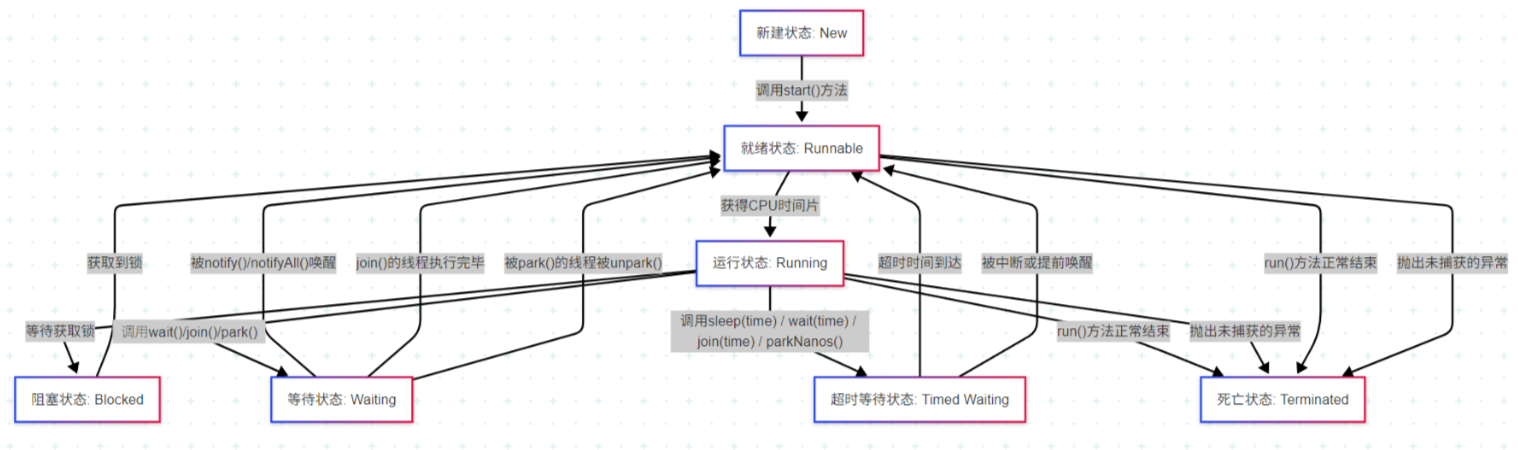 新建状态: New
调用start()方法
就绪状态: Runnable
获得CPU时间片
运行状态: Running
获取到锁
被notify()/notifyAll()唤醒
join()的线程执行完毕
被park()的线程被unpark()
超时时间到达
被中断或提前唤醒
run()方法正常结束
抛出未捕获的异常
等待获取锁
调用wait()/join()/park()
调用sleep(time) / wait(time) /
join(time) / parkNanos()
run()方法正常结束
抛出未捕获的异常
阻塞状态: Blocked
等待状态: Waiting
超时等待状态: Timed Waiting
死亡状态: Terminated